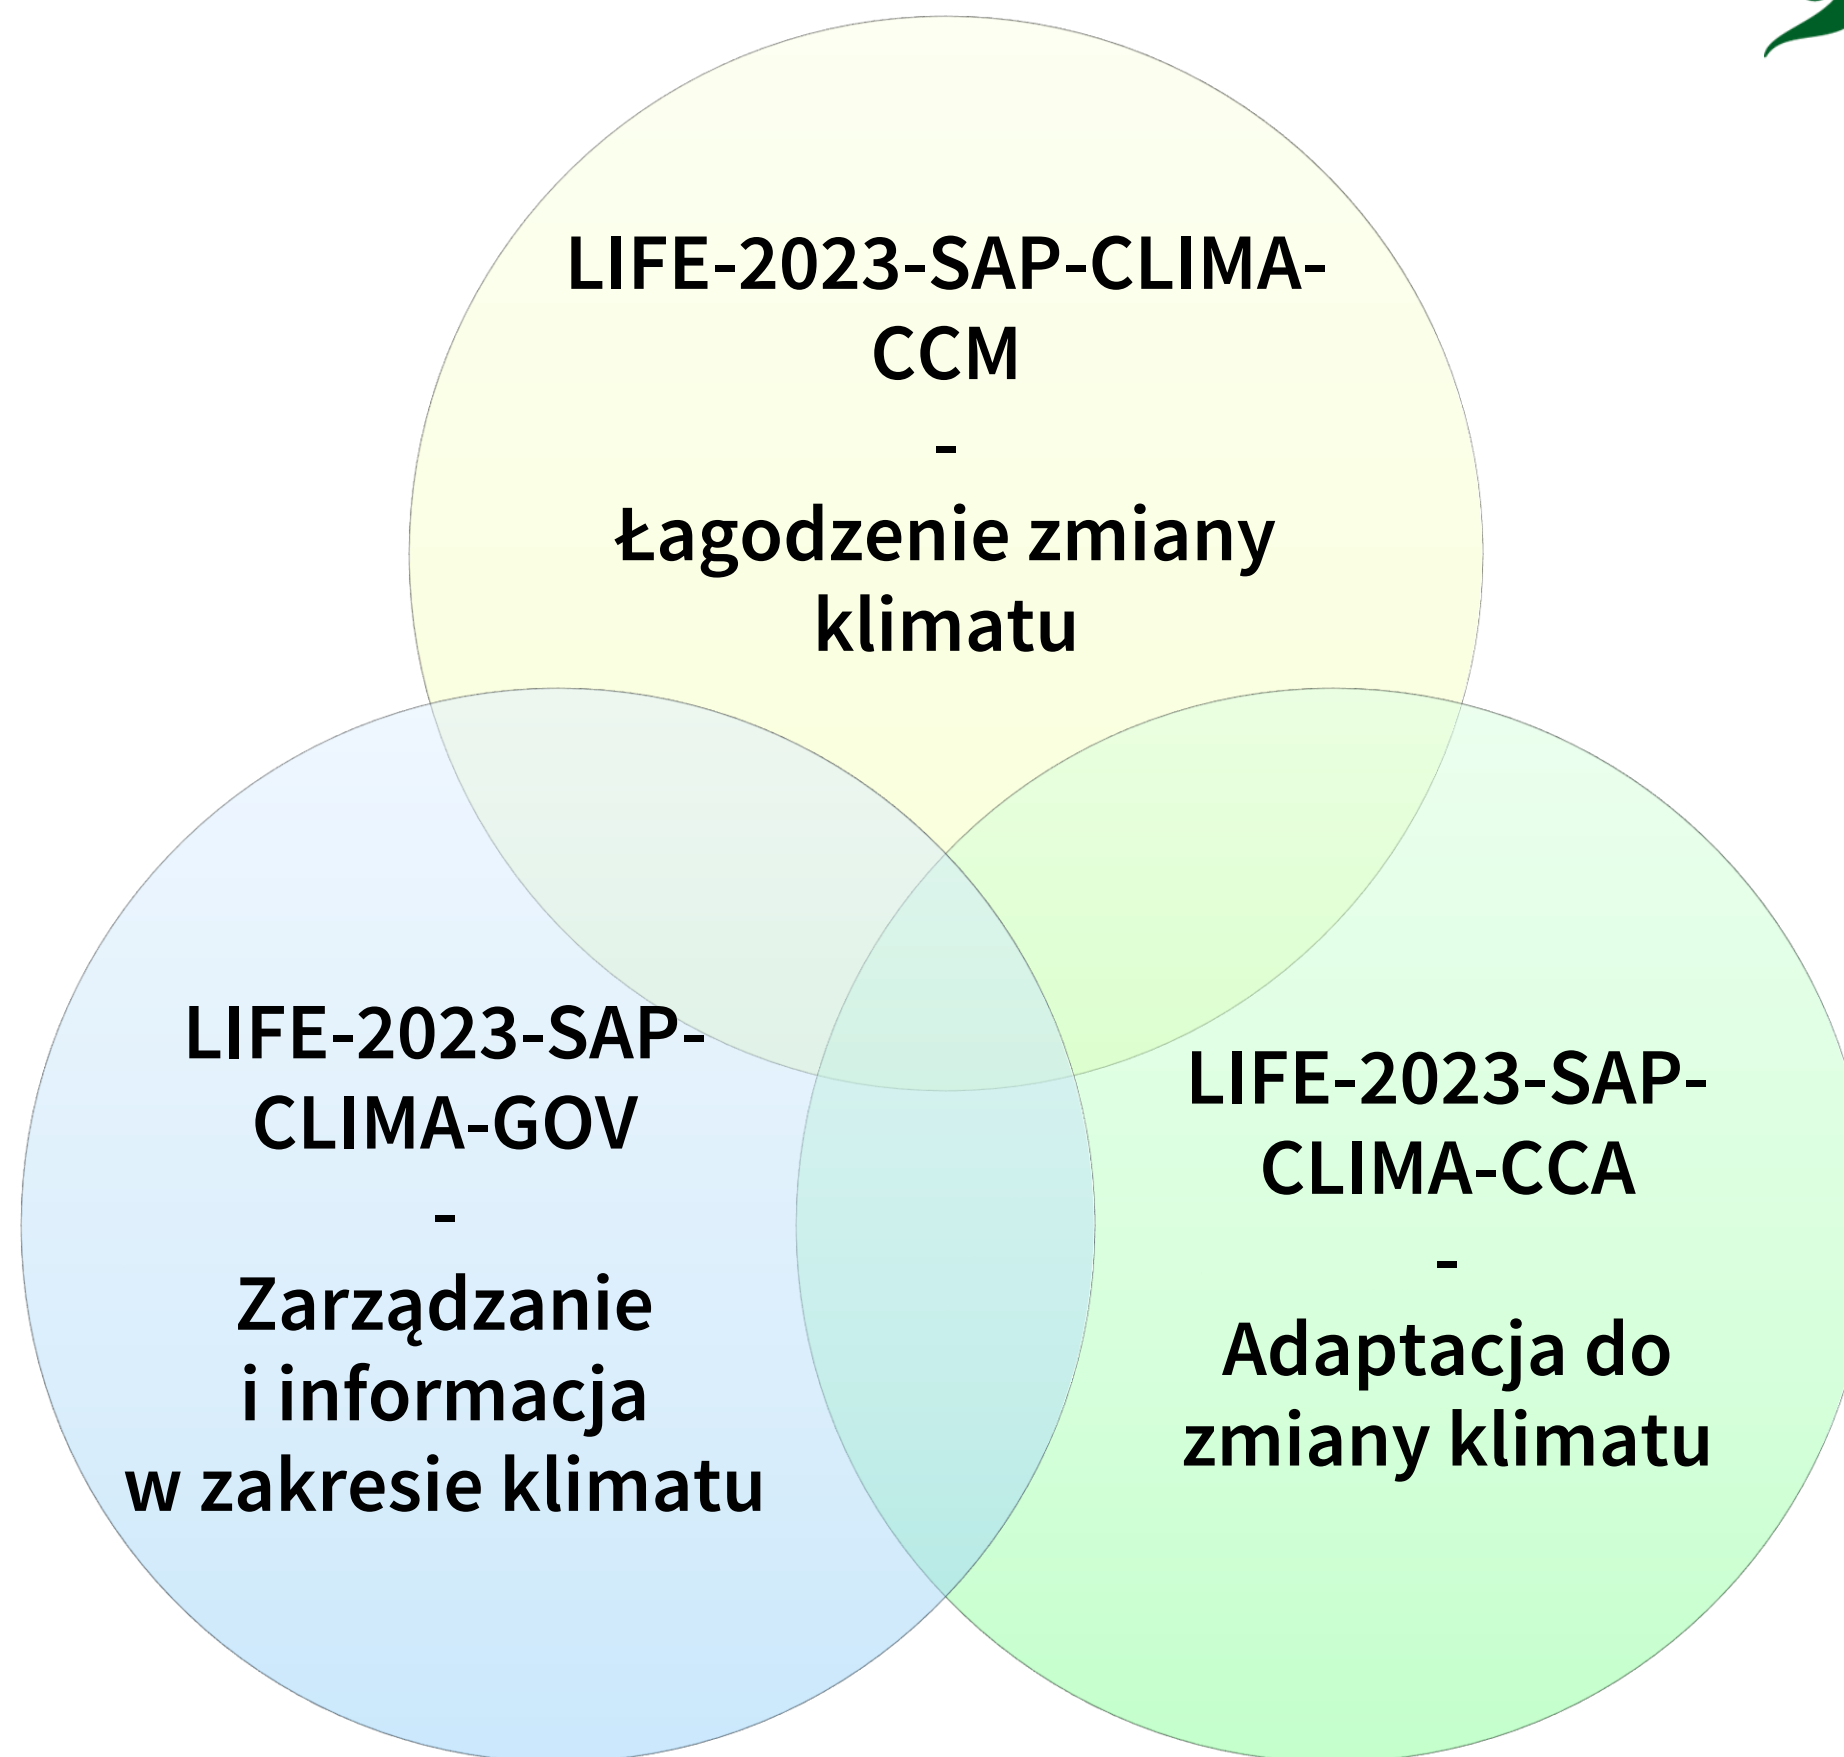 LIFE-2023-SAP-CLIMA-
CCM
-
Łagodzenie zmiany
klimatu
LIFE-2023-SAP-
CLIMA-GOV
-
Zarządzanie
i informacja
w zakresie klimatu
LIFE-2023-SAP-
CLIMA-CCA
-
Adaptacja do
zmiany klimatu